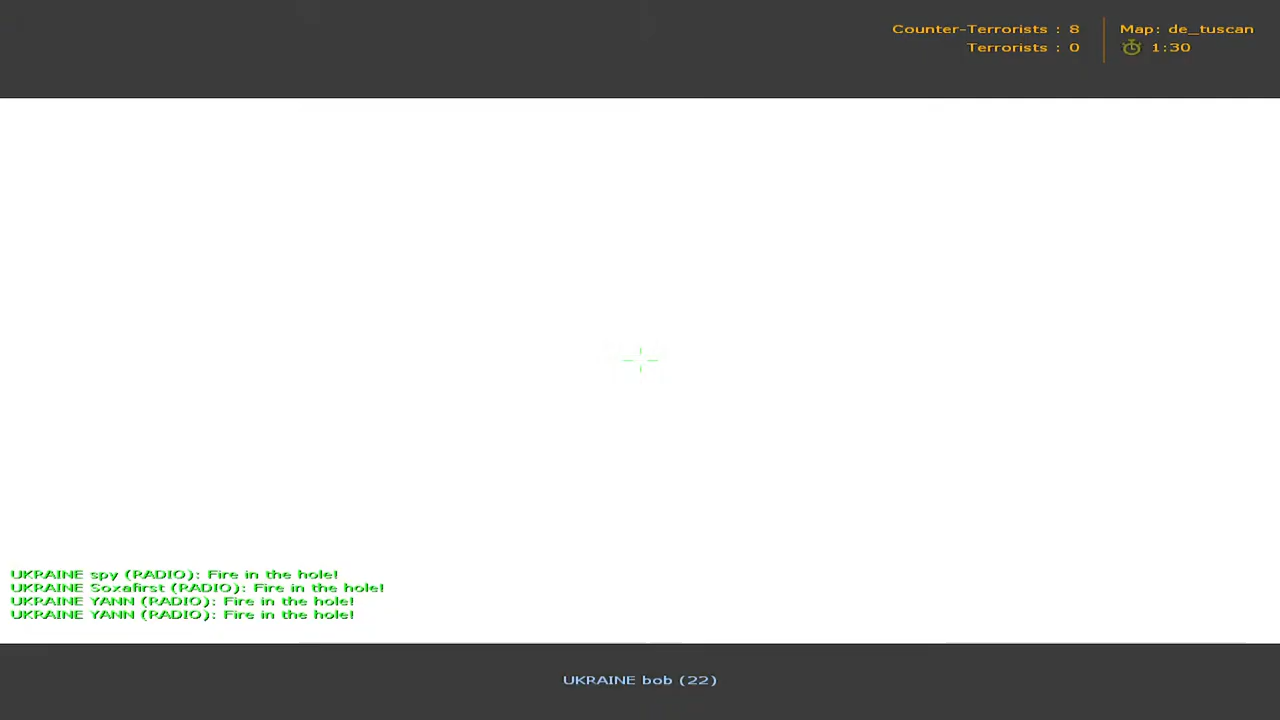 Counter-Terrorists : 8
Terrorists : 0
Map: de_tuscan
1:30
UKRAINE spy (RADIO): Fire in the hole!
UKRAINE Soxafirst (RADIO): Fire in the hole!
UKRAINE YANN (RADIO): Fire in the hole!
UKRAINE YANN (RADIO): Fire in the hole!
UKRAINE bob (22)